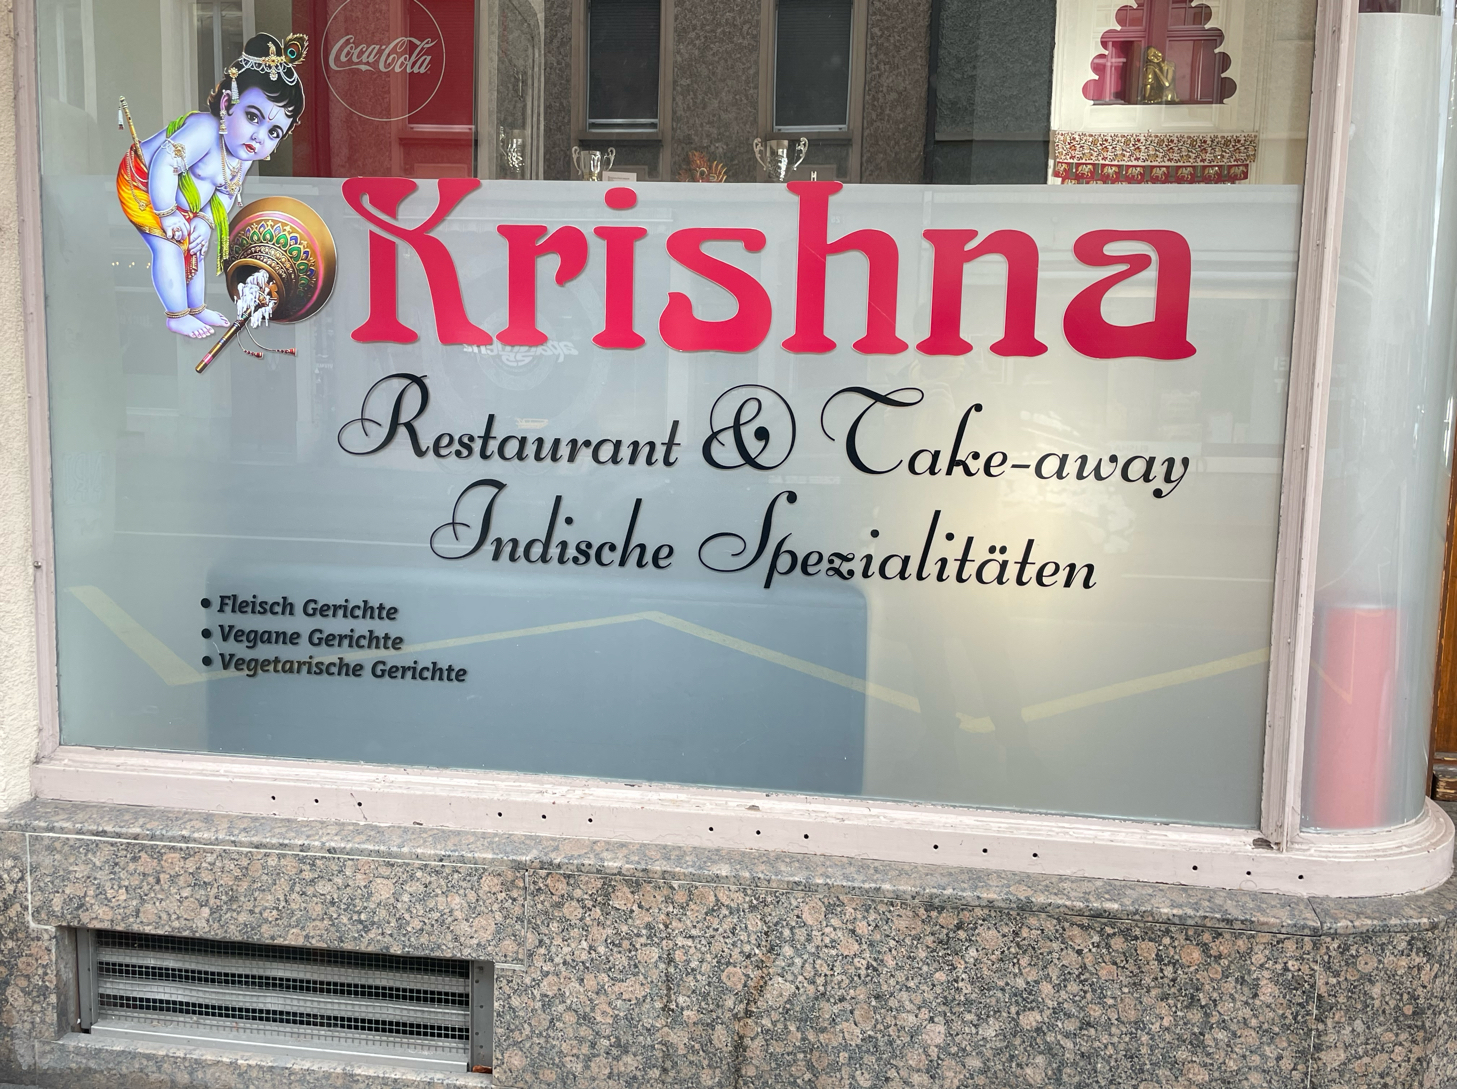 Coca-Cola
Krishna
Restaurant & Take-away
Indische Spezialitäten
• Fleisch Gerichte
• Vegane Gerichte
• Vegetarische Gerichte